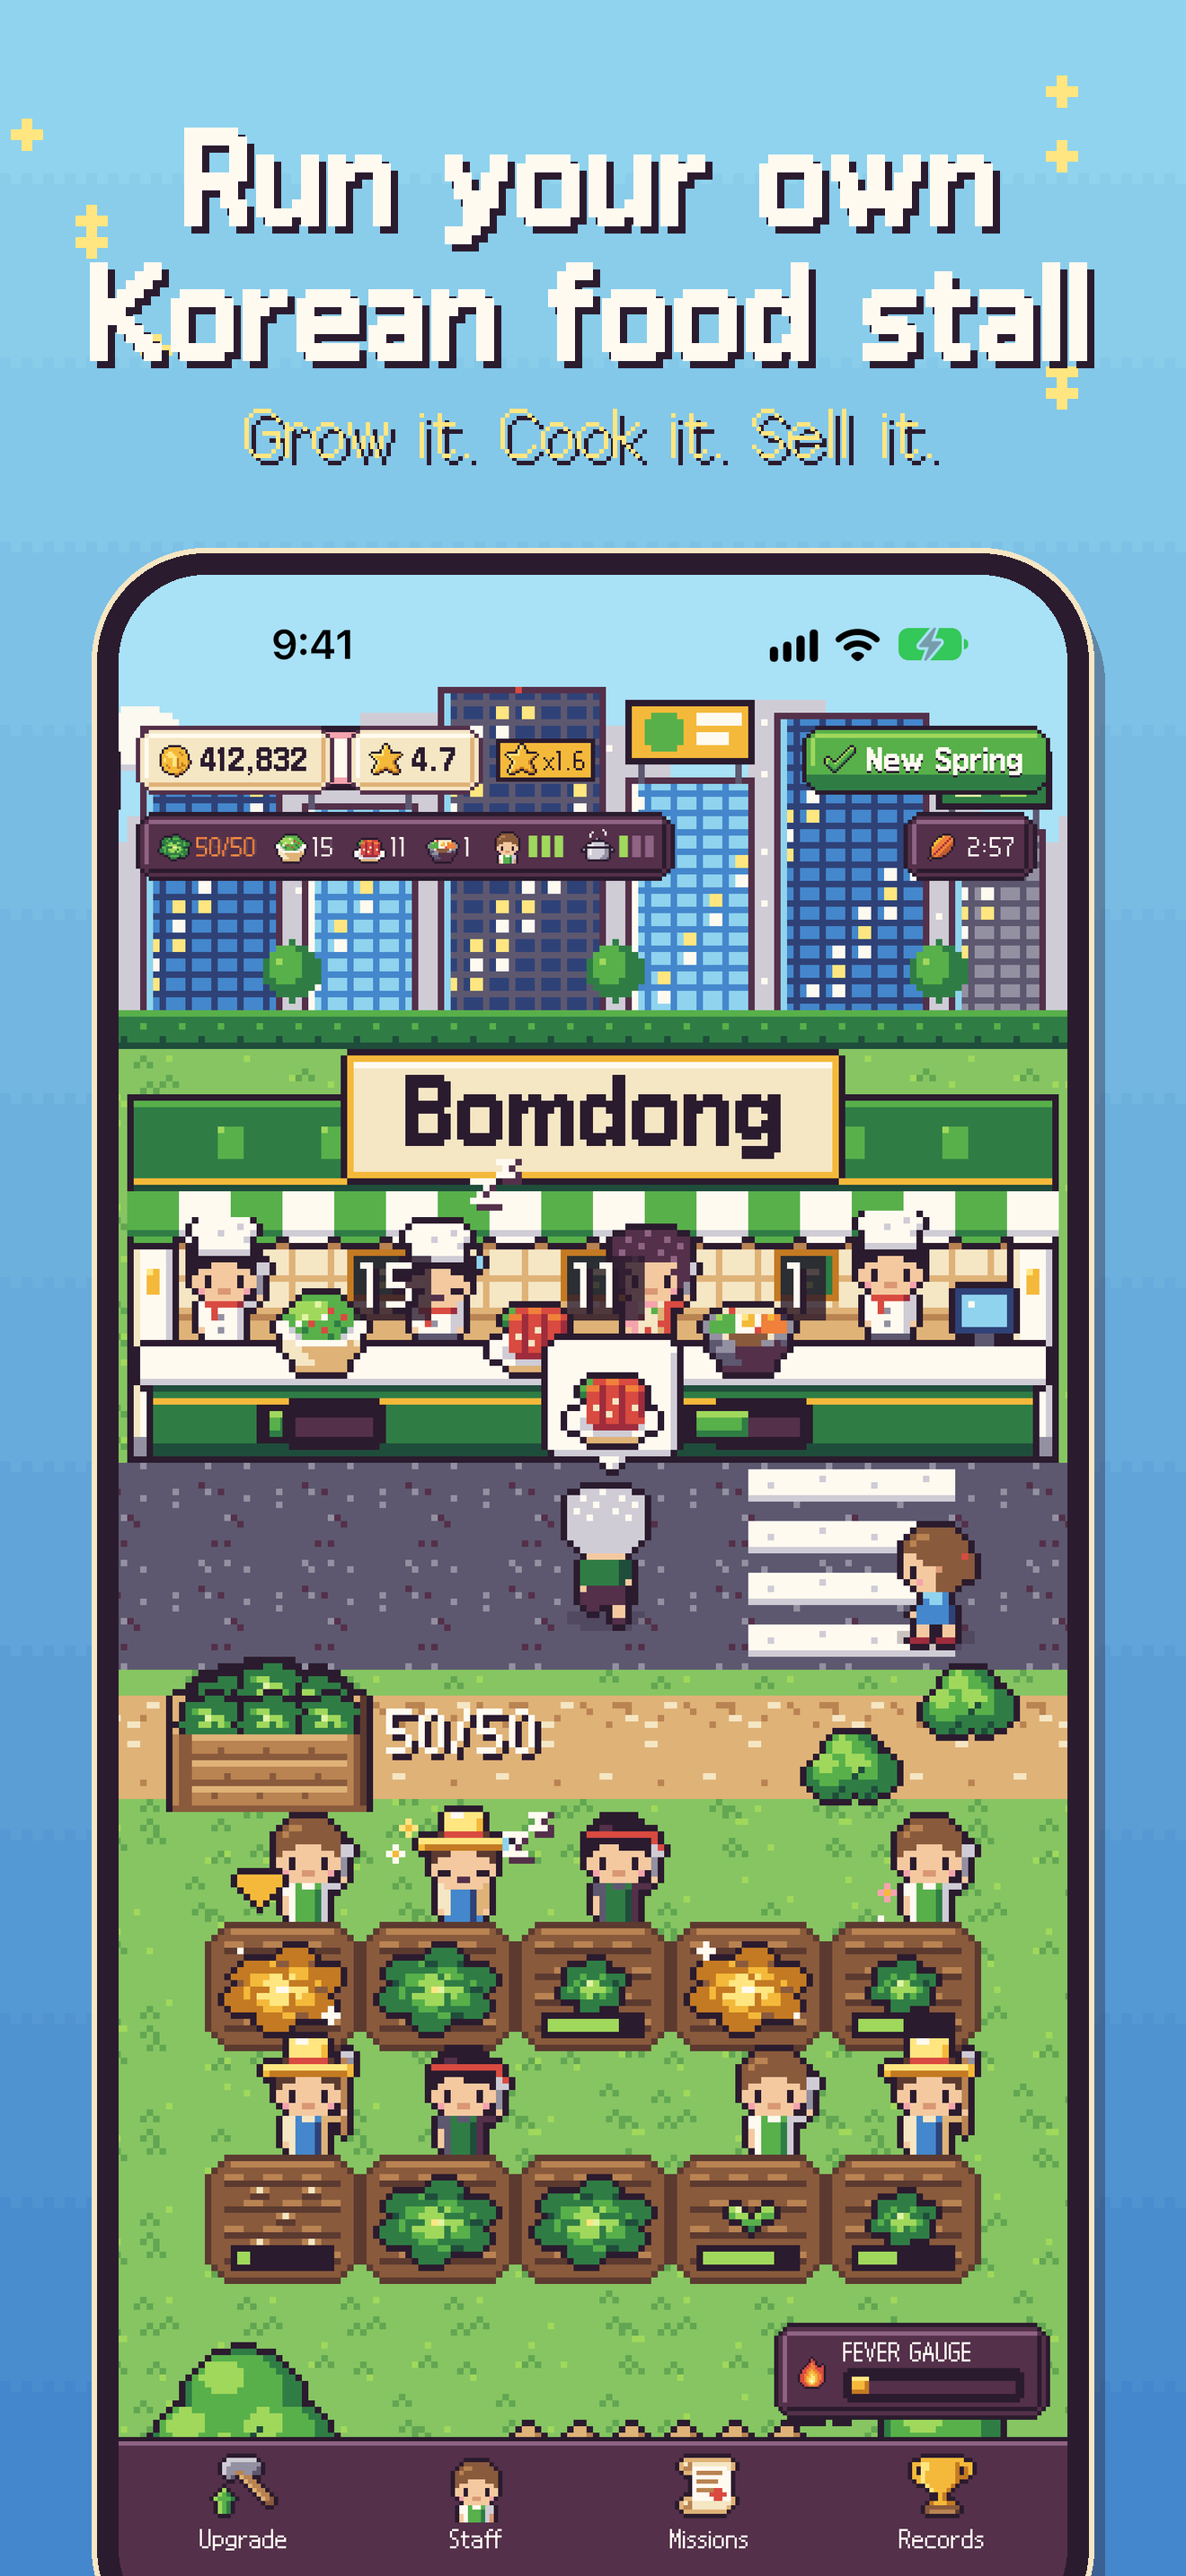 Run your own
Korean food stall
Grow it. Cook it. Sell it.
9:41
412,832 4.7 x1.6 New Spring
50/50 15 11 1 2:57
Bomdong
15 11 1
50/50
FEVER GAUGE
Upgrade Staff Missions Records